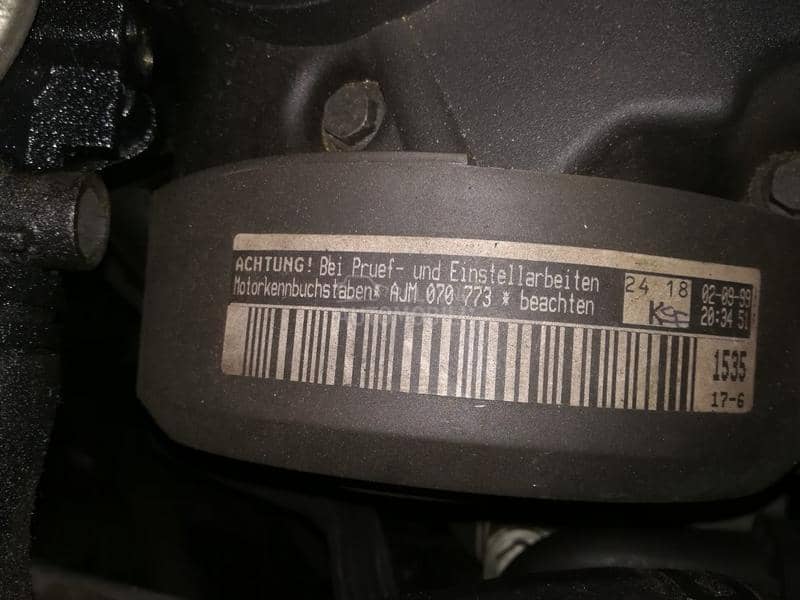 ACHTUNG! Bei Pruef- und Einstellarbeiten
Motorkennbuchstaben* AJM 070 773 * beachten
24 18
02-09-99
20:34 51
1535
17-6